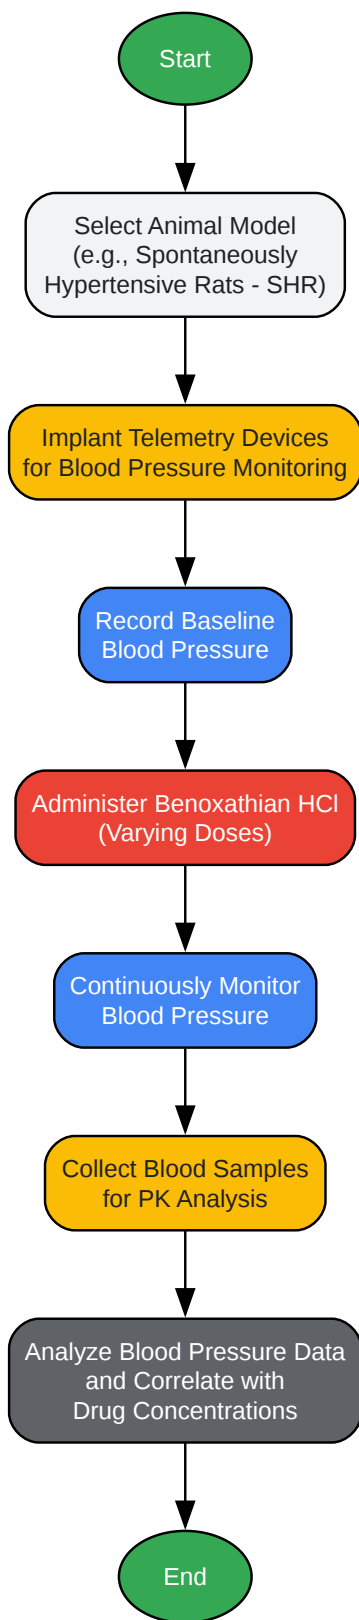 Start
Select Animal Model
(e.g., Spontaneously
Hypertensive Rats - SHR)
Implant Telemetry Devices
for Blood Pressure Monitoring
Record Baseline
Blood Pressure
Administer Benoxathian HCl
(Varying Doses)
Continuously Monitor
Blood Pressure
Collect Blood Samples
for PK Analysis
Analyze Blood Pressure Data
and Correlate with
Drug Concentrations
End